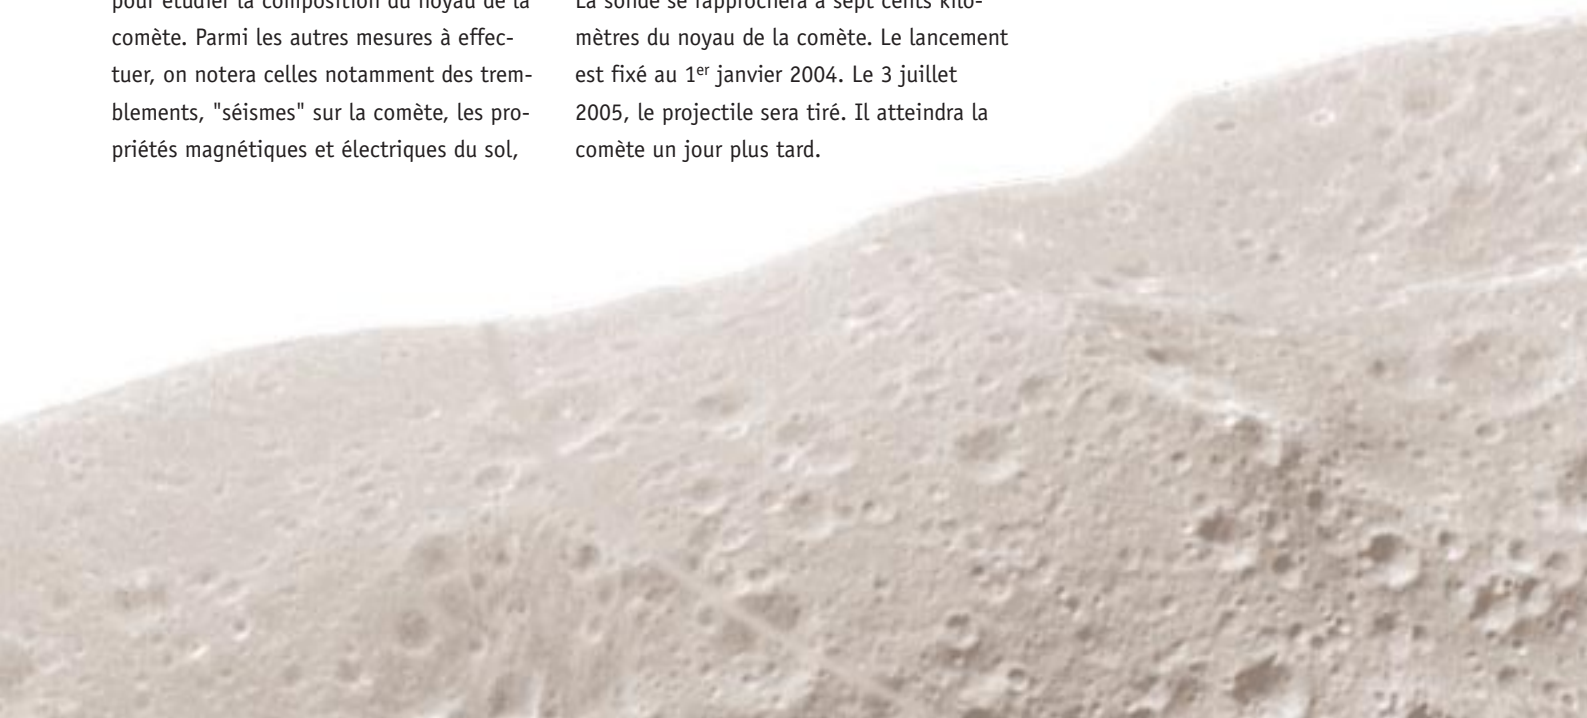 pour étudier la composition du noyau de la
comète. Parmi les autres mesures à effec-
tuer, on notera celles notamment des trem-
blements, "séismes" sur la comète, les pro-
priétés magnétiques et électriques du sol,
La sonde se rapprochera à sept cents kilo-
mètres du noyau de la comète. Le lancement
est fixé au 1er janvier 2004. Le 3 juillet
2005, le projectile sera tiré. Il atteindra la
comète un jour plus tard.